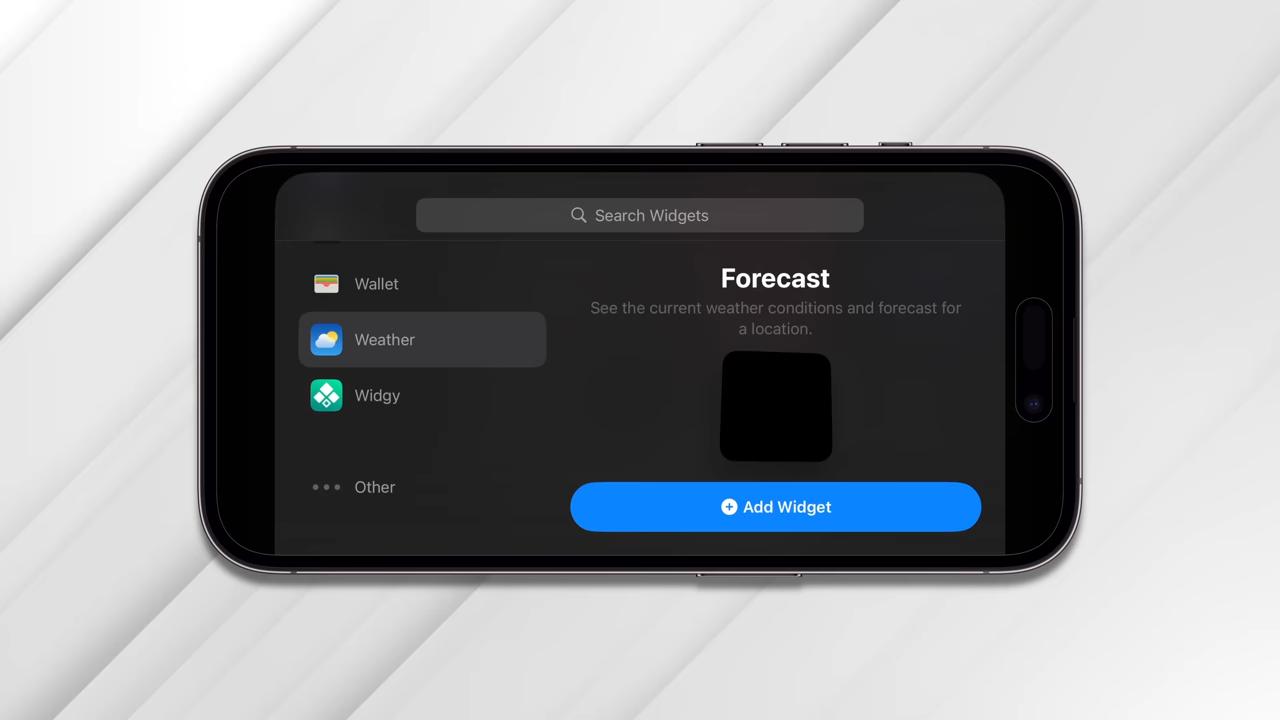 Search Widgets
Wallet
Weather
Widgy
Other
Forecast
See the current weather conditions and forecast for
a location.
Add Widget